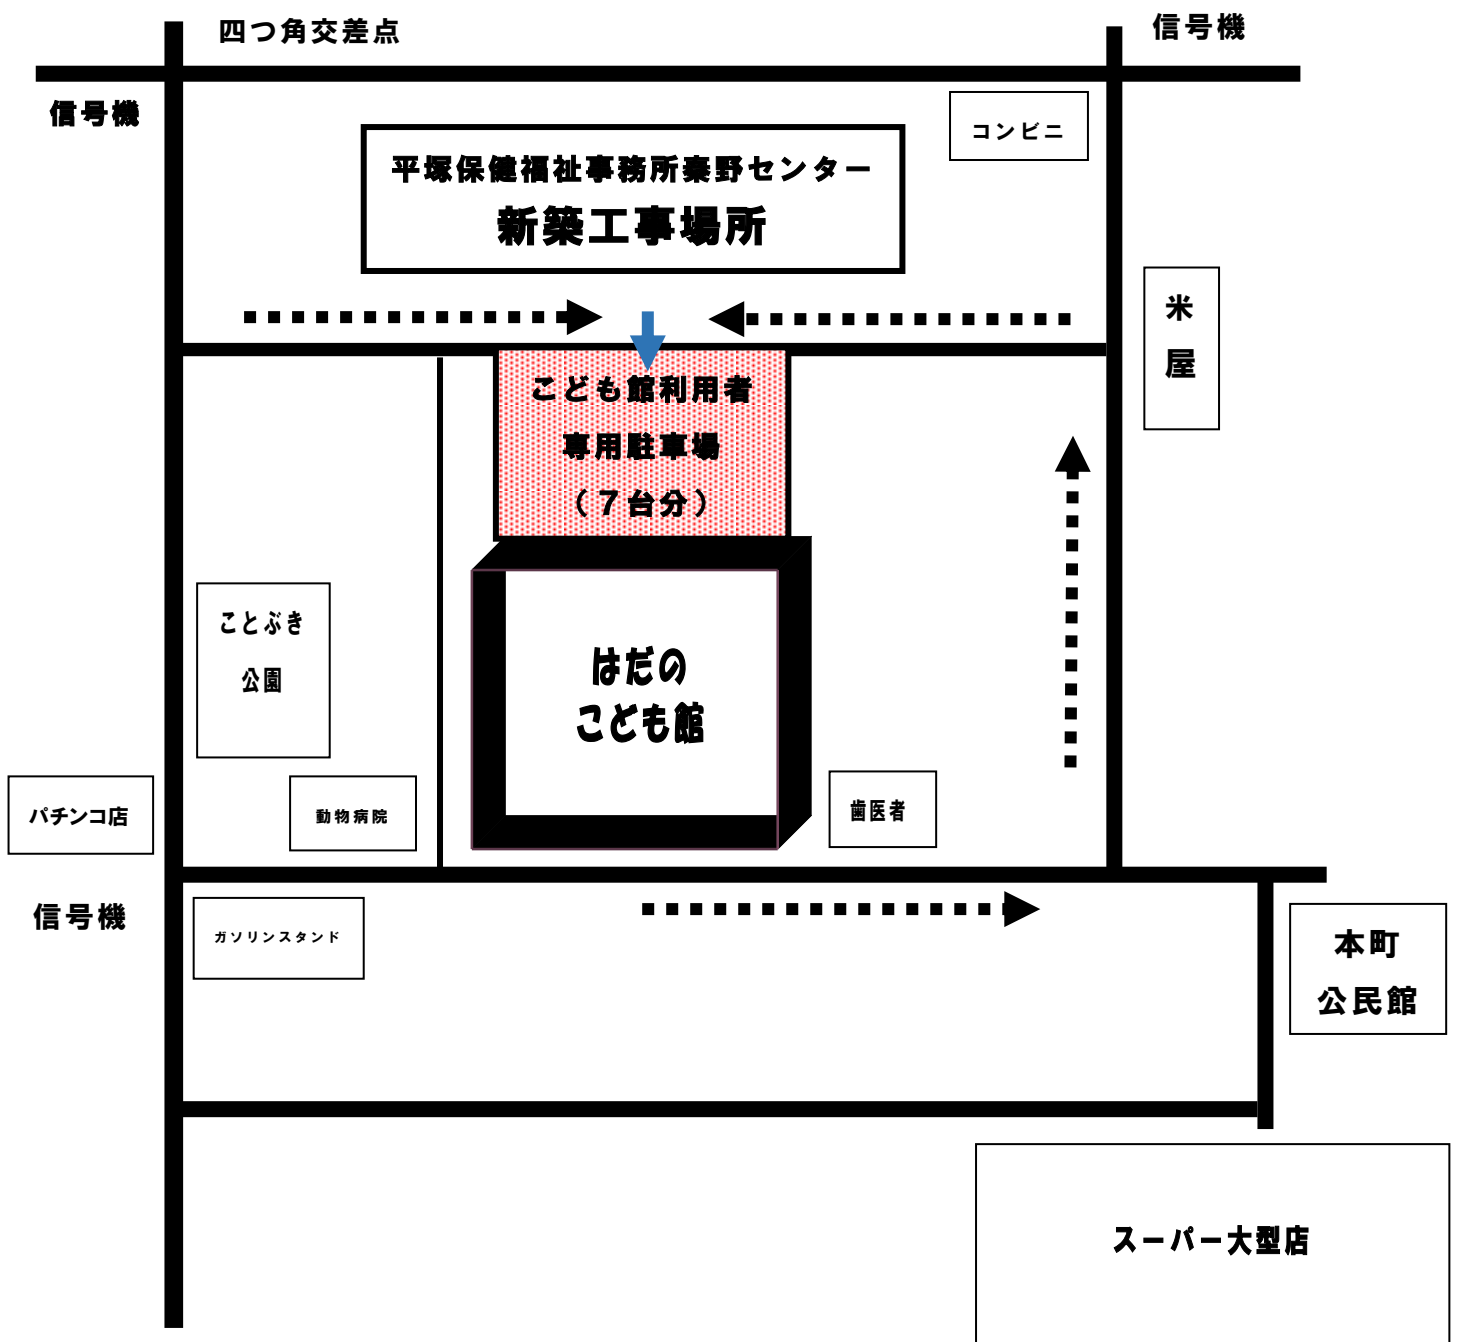 四つ角交差点
信号機
信号機
コンビニ
平塚保健福祉事務所秦野センター
新築工事場所
米
屋
こども館利用者
専用駐車場
（７台分）
ことぶき
公園
はだの
こども館
パチンコ店
動物病院
歯医者
信号機
ガソリンスタンド
本町
公民館
スーパー大型店